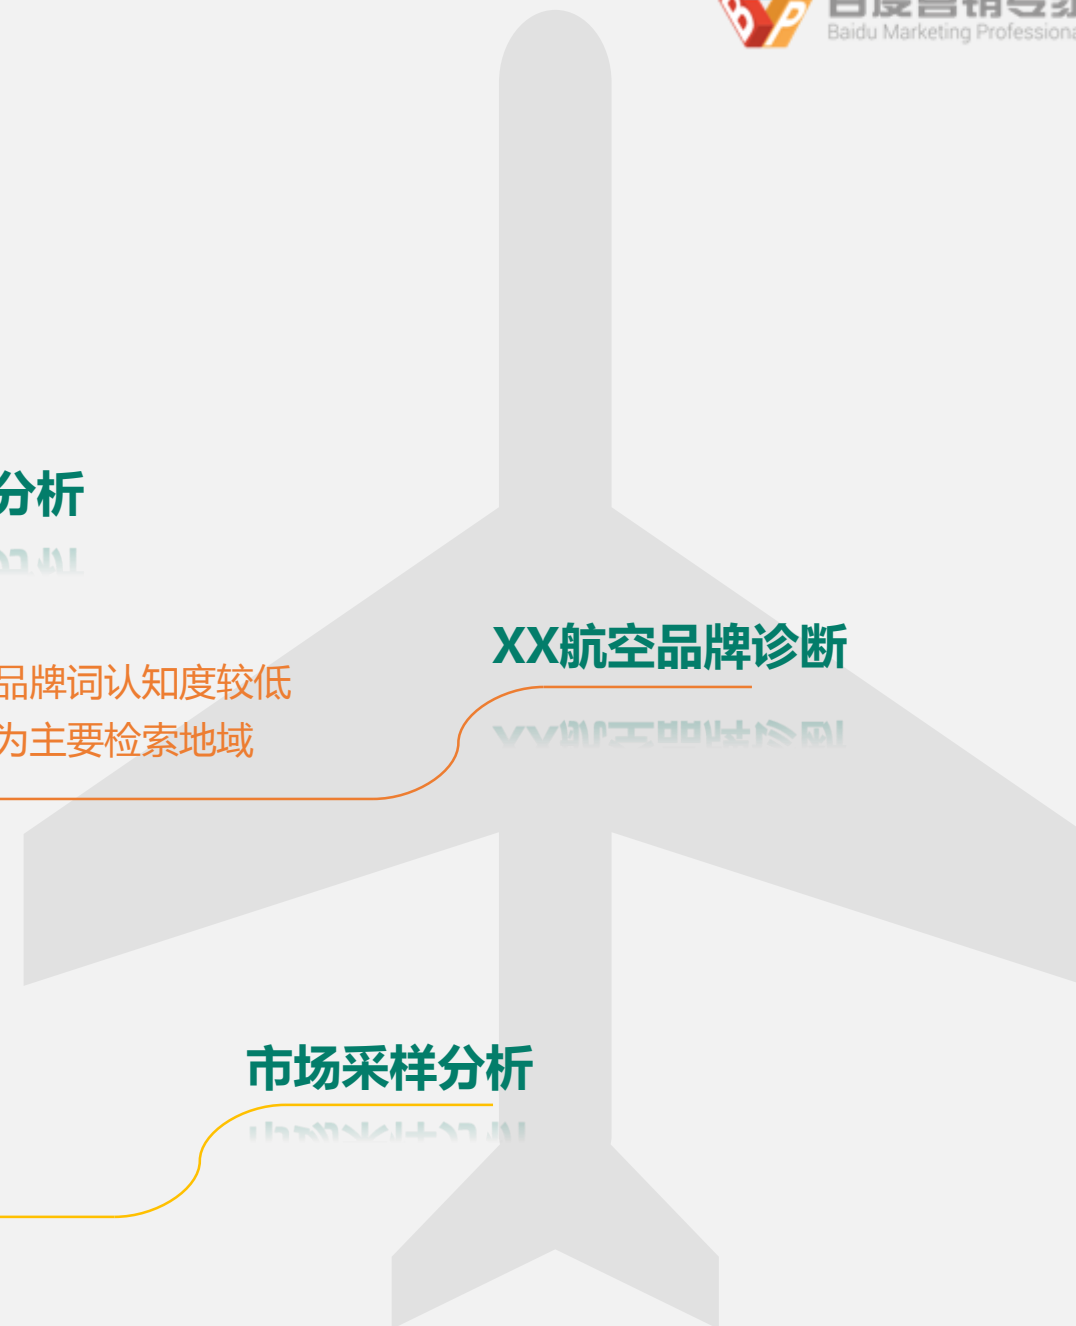 Baidu Marketing Professiona
分析
XX航空品牌诊断
品牌词认知度较低
为主要检索地域
市场采样分析